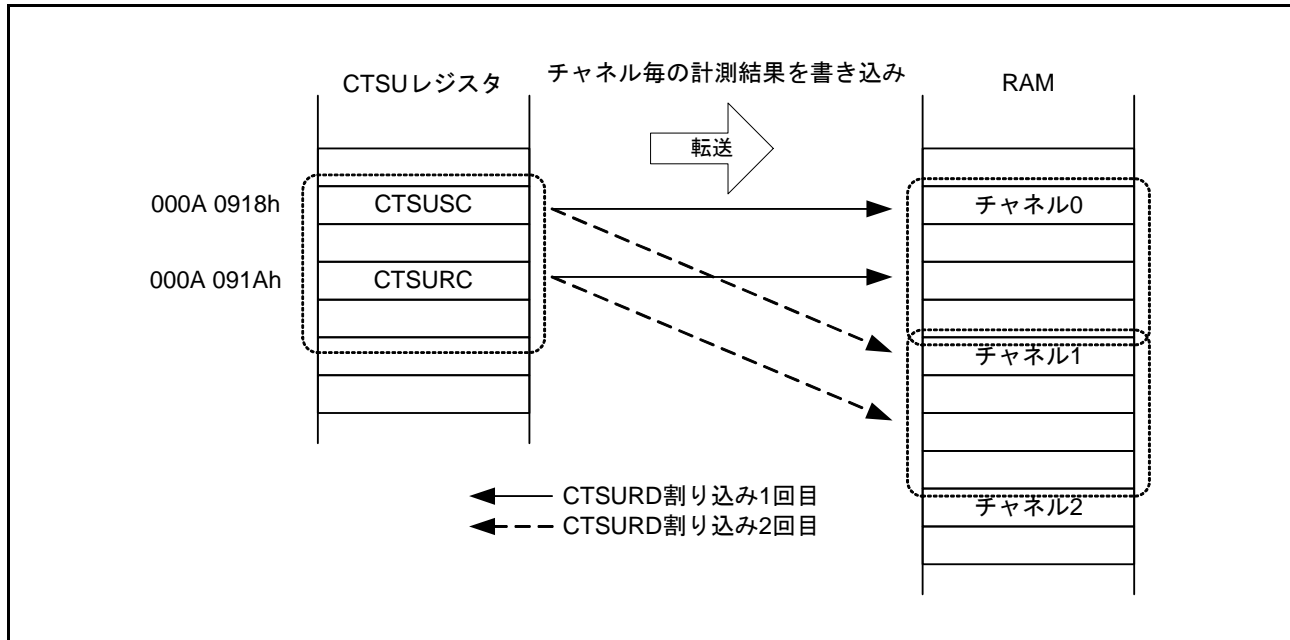 チャネル毎の計測結果を書き込み
CTSUレジスタ
RAM
転送
000A 0918h
CTSUSC
チャネル0
000A 091Ah
CTSURC
チャネル1
CTSURD割り込み1回目
CTSURD割り込み2回目
チャネル2